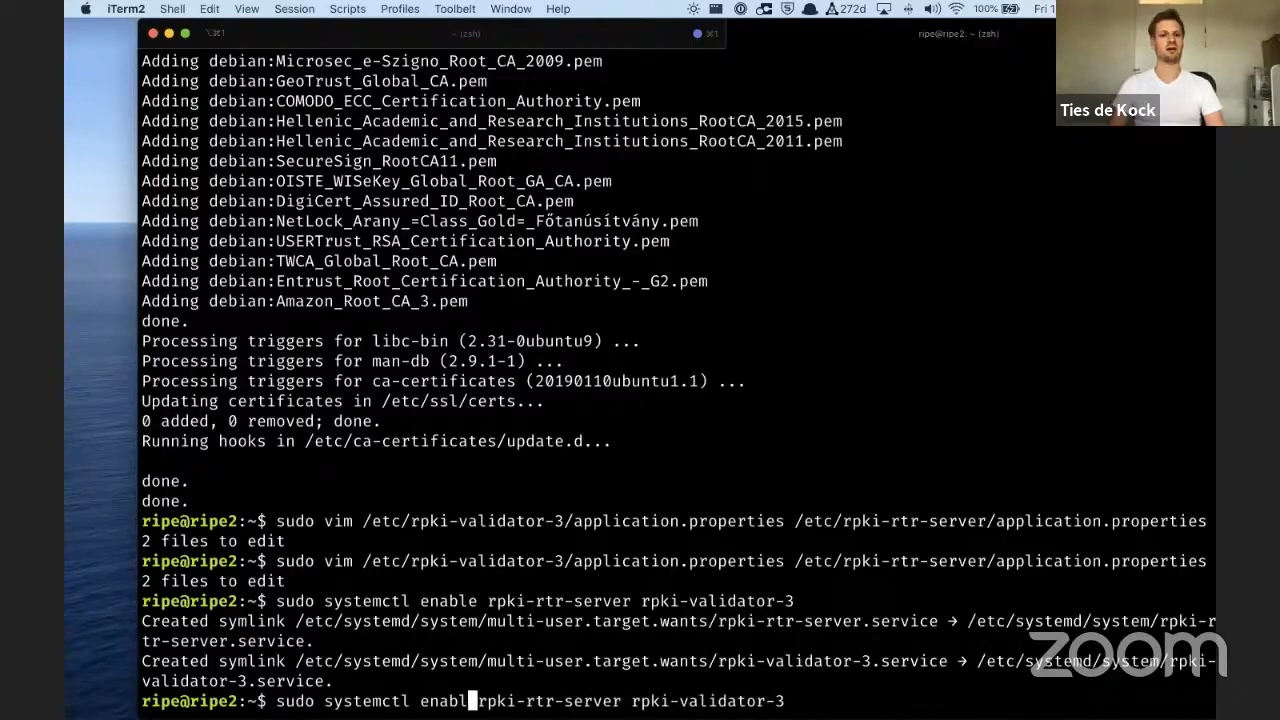 iTerm2 Shell Edit View Session Scripts Profiles Toolbelt Window Help 272d 100% Fri 1
⌥⌘1 ~ (zsh) ⌘1 ripe@ripe2: ~ (zsh)
Ties de Kock
Adding debian:Microsec_e-Szigno_Root_CA_2009.pem
Adding debian:GeoTrust_Global_CA.pem
Adding debian:COMODO_ECC_Certification_Authority.pem
Adding debian:Hellenic_Academic_and_Research_Institutions_RootCA_2015.pem
Adding debian:Hellenic_Academic_and_Research_Institutions_RootCA_2011.pem
Adding debian:SecureSign_RootCA11.pem
Adding debian:OISTE_WISeKey_Global_Root_GA_CA.pem
Adding debian:DigiCert_Assured_ID_Root_CA.pem
Adding debian:NetLock_Arany_=Class_Gold=_Főtanúsítvány.pem
Adding debian:USERTrust_RSA_Certification_Authority.pem
Adding debian:TWCA_Global_Root_CA.pem
Adding debian:Entrust_Root_Certification_Authority_-_G2.pem
Adding debian:Amazon_Root_CA_3.pem
done.
Processing triggers for libc-bin (2.31-0ubuntu9) ...
Processing triggers for man-db (2.9.1-1) ...
Processing triggers for ca-certificates (20190110ubuntu1.1) ...
Updating certificates in /etc/ssl/certs...
0 added, 0 removed; done.
Running hooks in /etc/ca-certificates/update.d...
done.
done.
ripe@ripe2:~$ sudo vim /etc/rpki-validator-3/application.properties /etc/rpki-rtr-server/application.properties
2 files to edit
ripe@ripe2:~$ sudo vim /etc/rpki-validator-3/application.properties /etc/rpki-rtr-server/application.properties
2 files to edit
ripe@ripe2:~$ sudo systemctl enable rpki-rtr-server rpki-validator-3
Created symlink /etc/systemd/system/multi-user.target.wants/rpki-rtr-server.service → /etc/systemd/system/rpki-r
tr-server.service.
Created symlink /etc/systemd/system/multi-user.target.wants/rpki-validator-3.service → /etc/systemd/system/rpki-
validator-3.service.
ripe@ripe2:~$ sudo systemctl enabl rpki-rtr-server rpki-validator-3
zoom